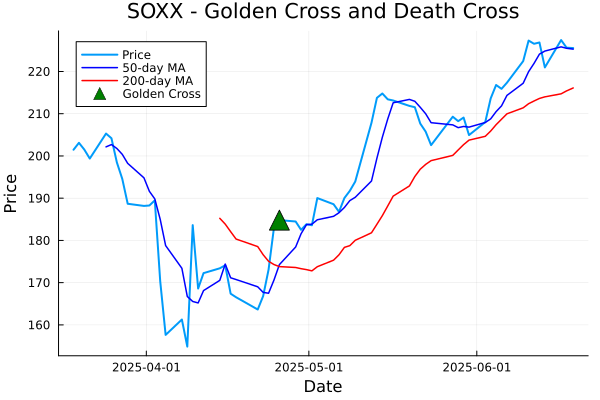 SOXX - Golden Cross and Death Cross
Price
50-day MA
200-day MA
Golden Cross
Price
220
210
200
190
180
170
160
2025-04-01
2025-05-01
2025-06-01
Date